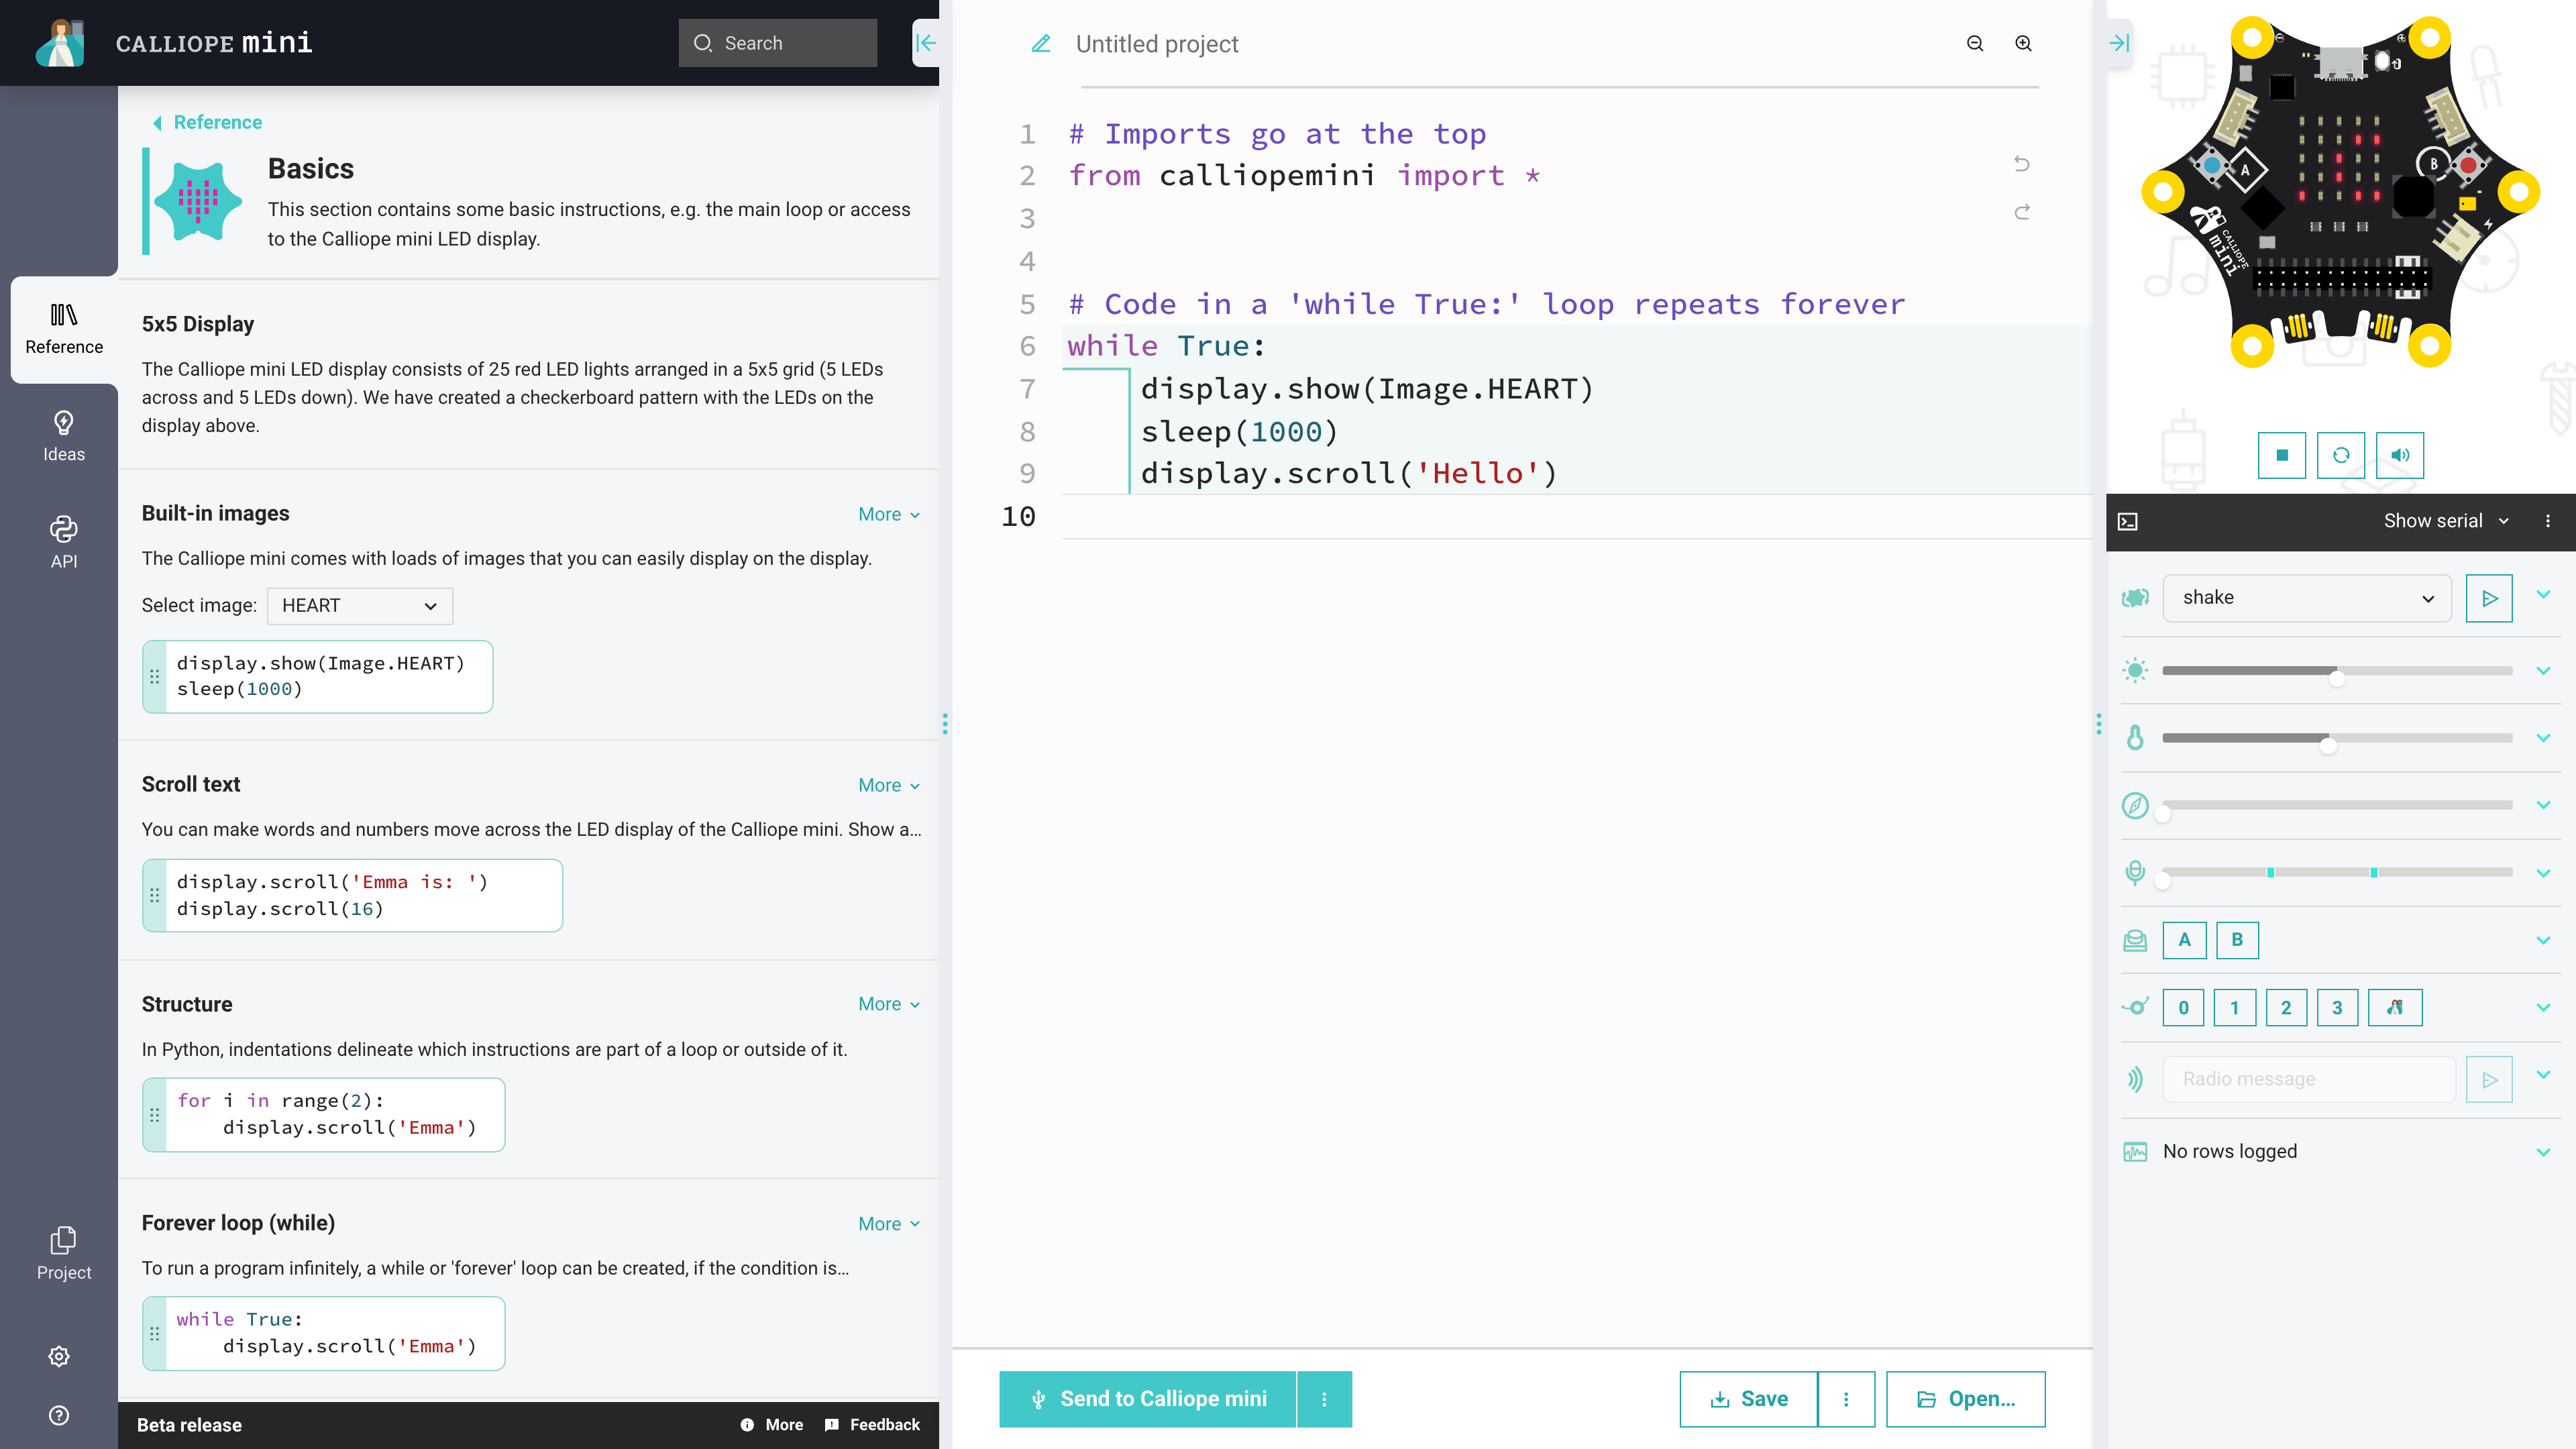 CALLIOPE mini
Search
Reference
Ideas
API
Project
Reference
Basics
This section contains some basic instructions, e.g. the main loop or access
to the Calliope mini LED display.
5x5 Display
The Calliope mini LED display consists of 25 red LED lights arranged in a 5x5 grid (5 LEDs
across and 5 LEDs down). We have created a checkerboard pattern with the LEDs on the
display above.
Built-in images
More
The Calliope mini comes with loads of images that you can easily display on the display.
Select image: HEART
display.show(Image.HEART)
sleep(1000)
Scroll text
More
You can make words and numbers move across the LED display of the Calliope mini. Show a…
display.scroll('Emma is: ')
display.scroll(16)
Structure
More
In Python, indentations delineate which instructions are part of a loop or outside of it.
for i in range(2):
    display.scroll('Emma')
Forever loop (while)
More
To run a program infinitely, a while or 'forever' loop can be created, if the condition is…
while True:
    display.scroll('Emma')
Beta release
More
Feedback
Untitled project
1 # Imports go at the top
2 from calliopemini import *
3
4
5 # Code in a 'while True:' loop repeats forever
6 while True:
7     display.show(Image.HEART)
8     sleep(1000)
9     display.scroll('Hello')
10
Send to Calliope mini
Save
Open…
A
B
CALLIOPE
mini
Show serial
shake
A B
0 1 2 3
Radio message
No rows logged